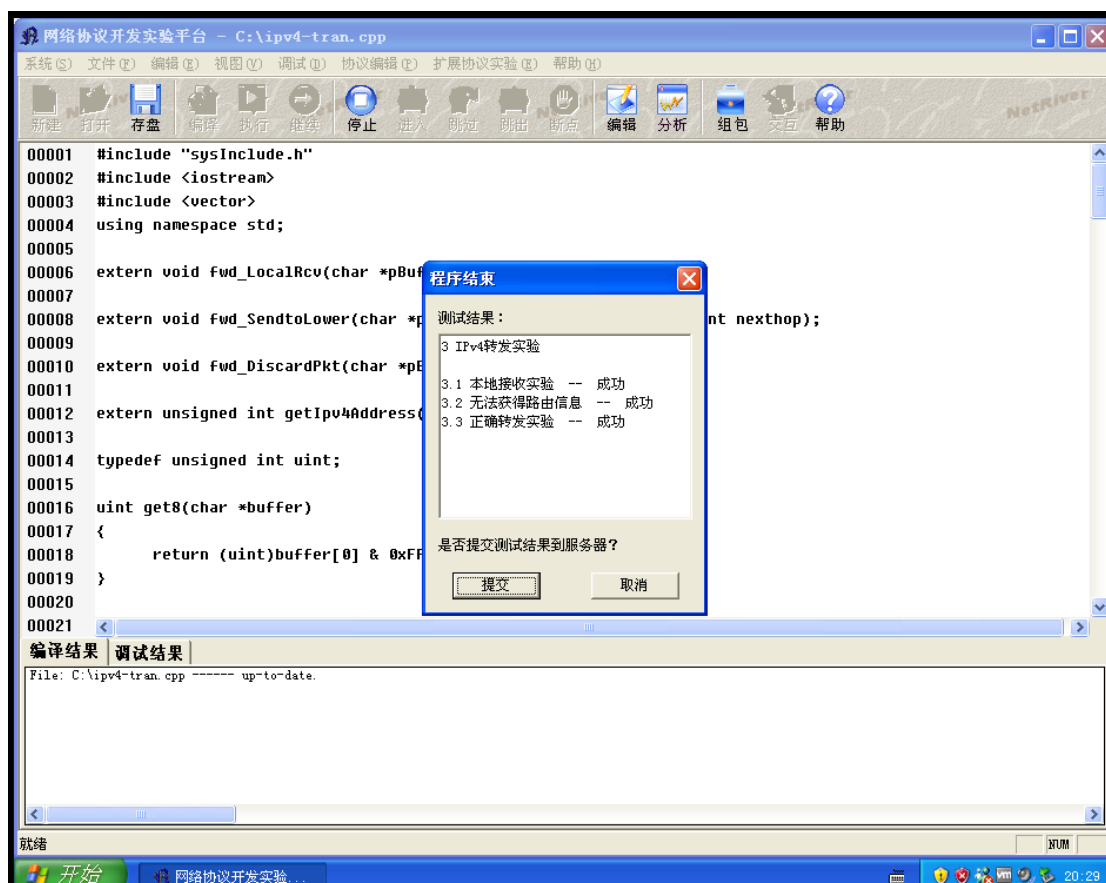 网络协议开发实验平台 - C:\ipv4-tran.cpp
系统(S) 文件(F) 编辑(E) 视图(V) 调试(D) 协议编辑(P) 扩展协议实验(E) 帮助(H)
新建 打开 存盘 编译 执行 继续 停止 进入 跳过 跳出 断点 编辑 分析 组包 交互 帮助
NetRiver
00001 #include "sysInclude.h"
00002 #include <iostream>
00003 #include <vector>
00004 using namespace std;
00005
00006 extern void fwd_LocalRcv(char *pBuf
00007
00008 extern void fwd_SendtoLower(char *p nt nexthop);
00009
00010 extern void fwd_DiscardPkt(char *pB
00011
00012 extern unsigned int getIpv4Address(
00013
00014 typedef unsigned int uint;
00015
00016 uint get8(char *buffer)
00017 {
00018 return (uint)buffer[0] & 0xFF
00019 }
00020
00021
程序结束
测试结果：
3 IPv4转发实验
3.1 本地接收实验 -- 成功
3.2 无法获得路由信息 -- 成功
3.3 正确转发实验 -- 成功
是否提交测试结果到服务器？
提交 取消
编译结果 调试结果
File: C:\ipv4-tran.cpp ------ up-to-date.
就绪 NUM
开始 网络协议开发实验... 20:29